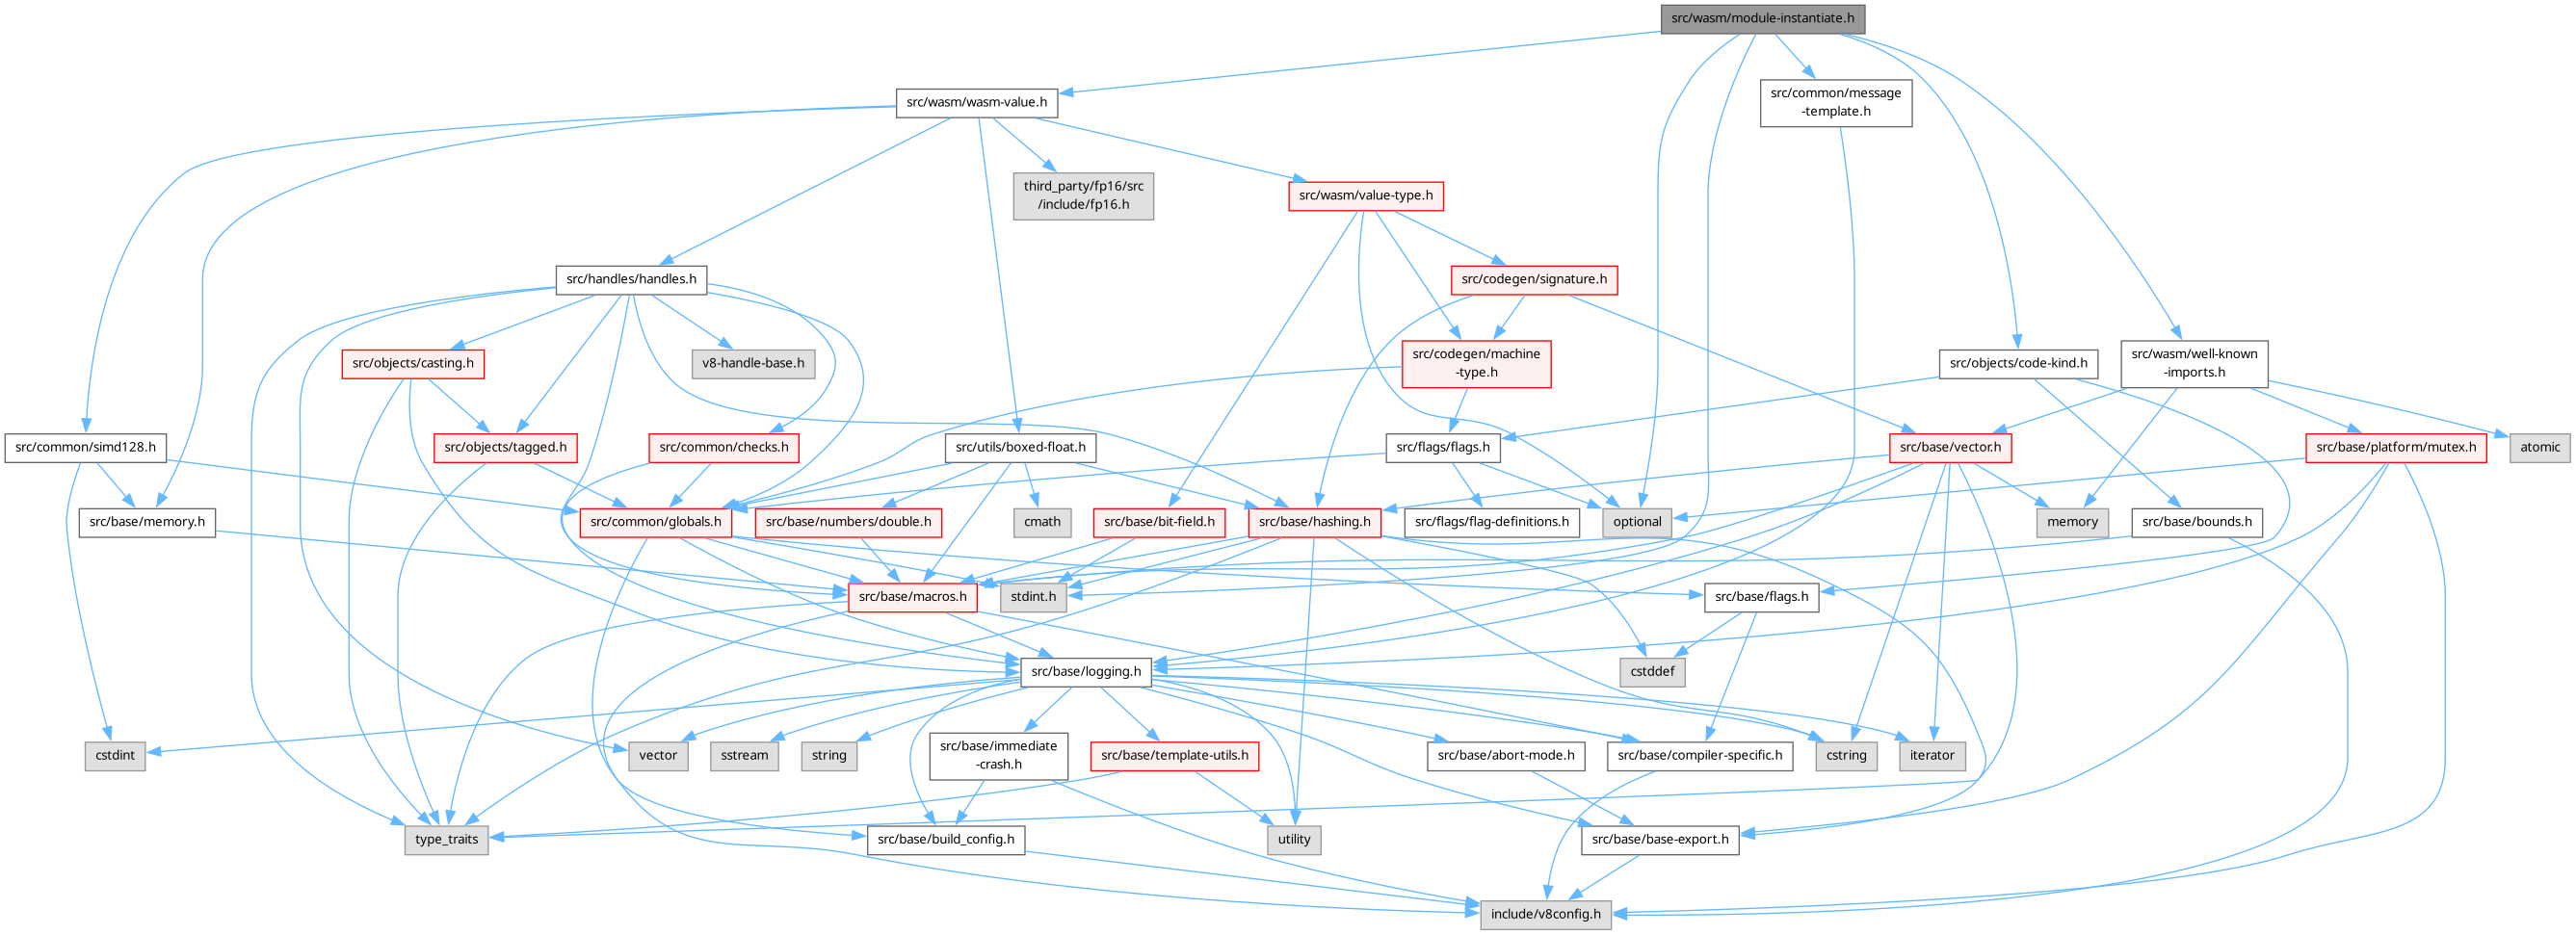 src/wasm/module-instantiate.h
src/wasm/wasm-value.h
src/common/message
-template.h
third_party/fp16/src
/include/fp16.h
src/wasm/value-type.h
src/handles/handles.h
src/codegen/signature.h
src/objects/casting.h
v8-handle-base.h
src/codegen/machine
-type.h
src/objects/code-kind.h
src/wasm/well-known
-imports.h
src/common/simd128.h
src/objects/tagged.h
src/common/checks.h
src/utils/boxed-float.h
src/flags/flags.h
src/base/vector.h
src/base/platform/mutex.h
atomic
src/base/memory.h
src/common/globals.h
src/base/numbers/double.h
cmath
src/base/bit-field.h
src/base/hashing.h
src/flags/flag-definitions.h
optional
memory
src/base/bounds.h
src/base/macros.h
stdint.h
src/base/flags.h
src/base/logging.h
cstddef
cstdint
vector
sstream
string
src/base/immediate
-crash.h
src/base/template-utils.h
src/base/abort-mode.h
src/base/compiler-specific.h
cstring
iterator
type_traits
src/base/build_config.h
utility
src/base/base-export.h
include/v8config.h